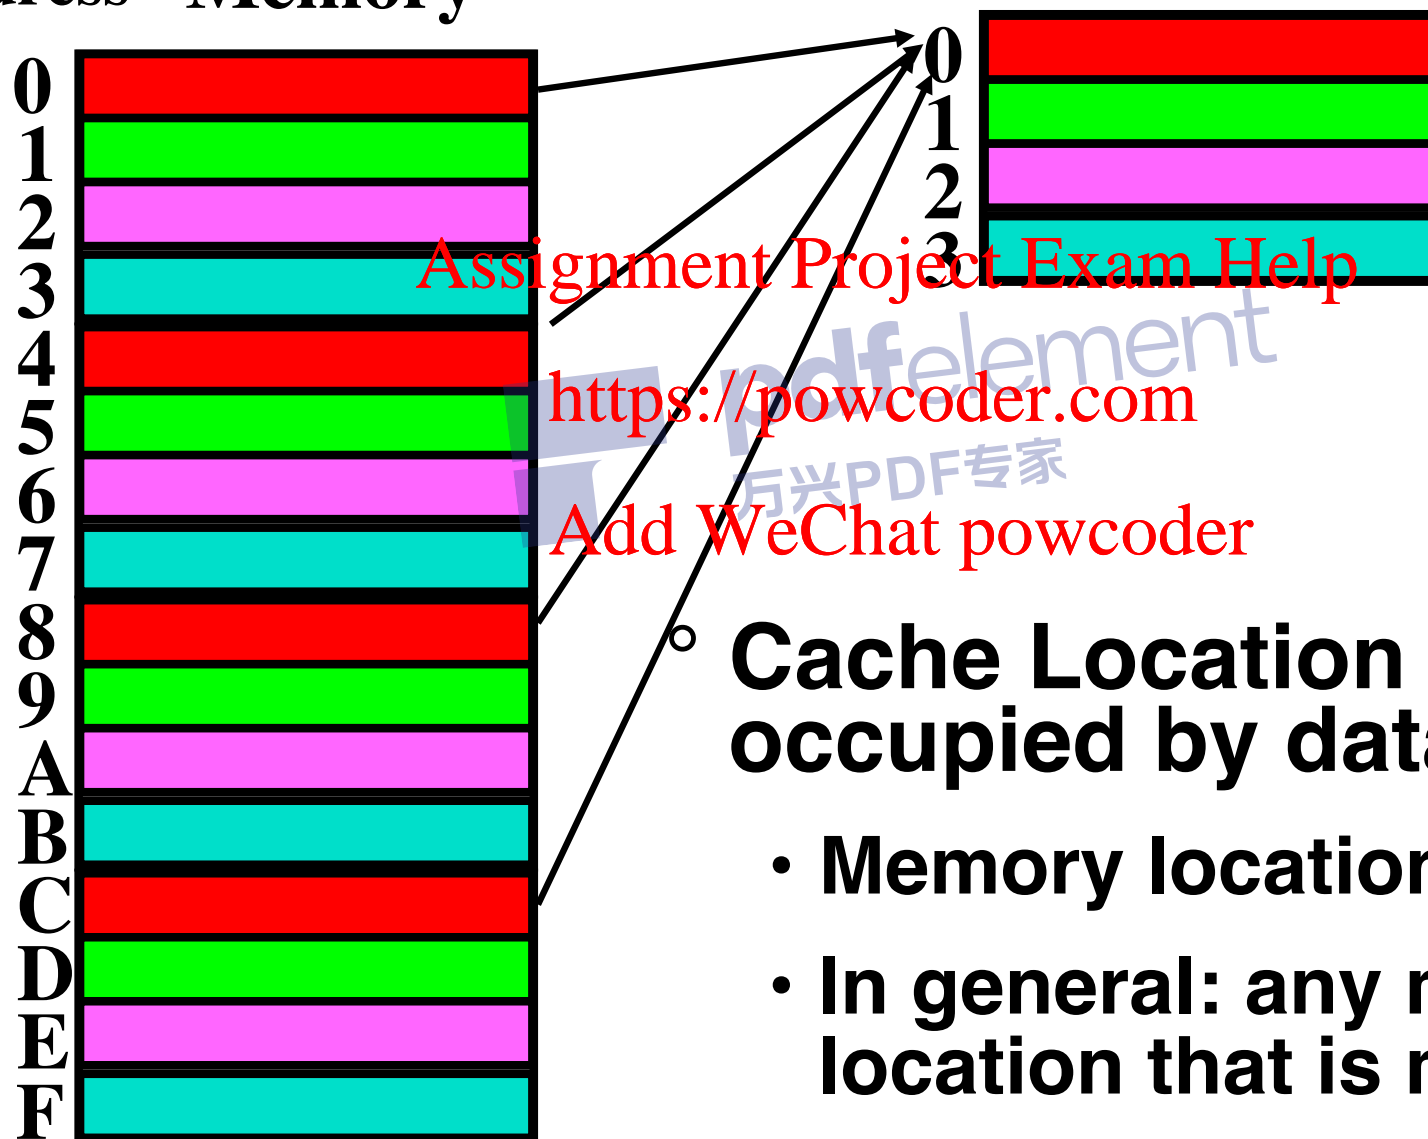 Memory
0
1
2
3
4
5
6
7
8
9
A
B
C
D
E
F
0
1
2
3
Assignment Project Exam Help
pdfelement
https://powcoder.com
万兴PDF专家
Add WeChat powcoder
Cache Location
occupied by data
• Memory location
• In general: any
location that is